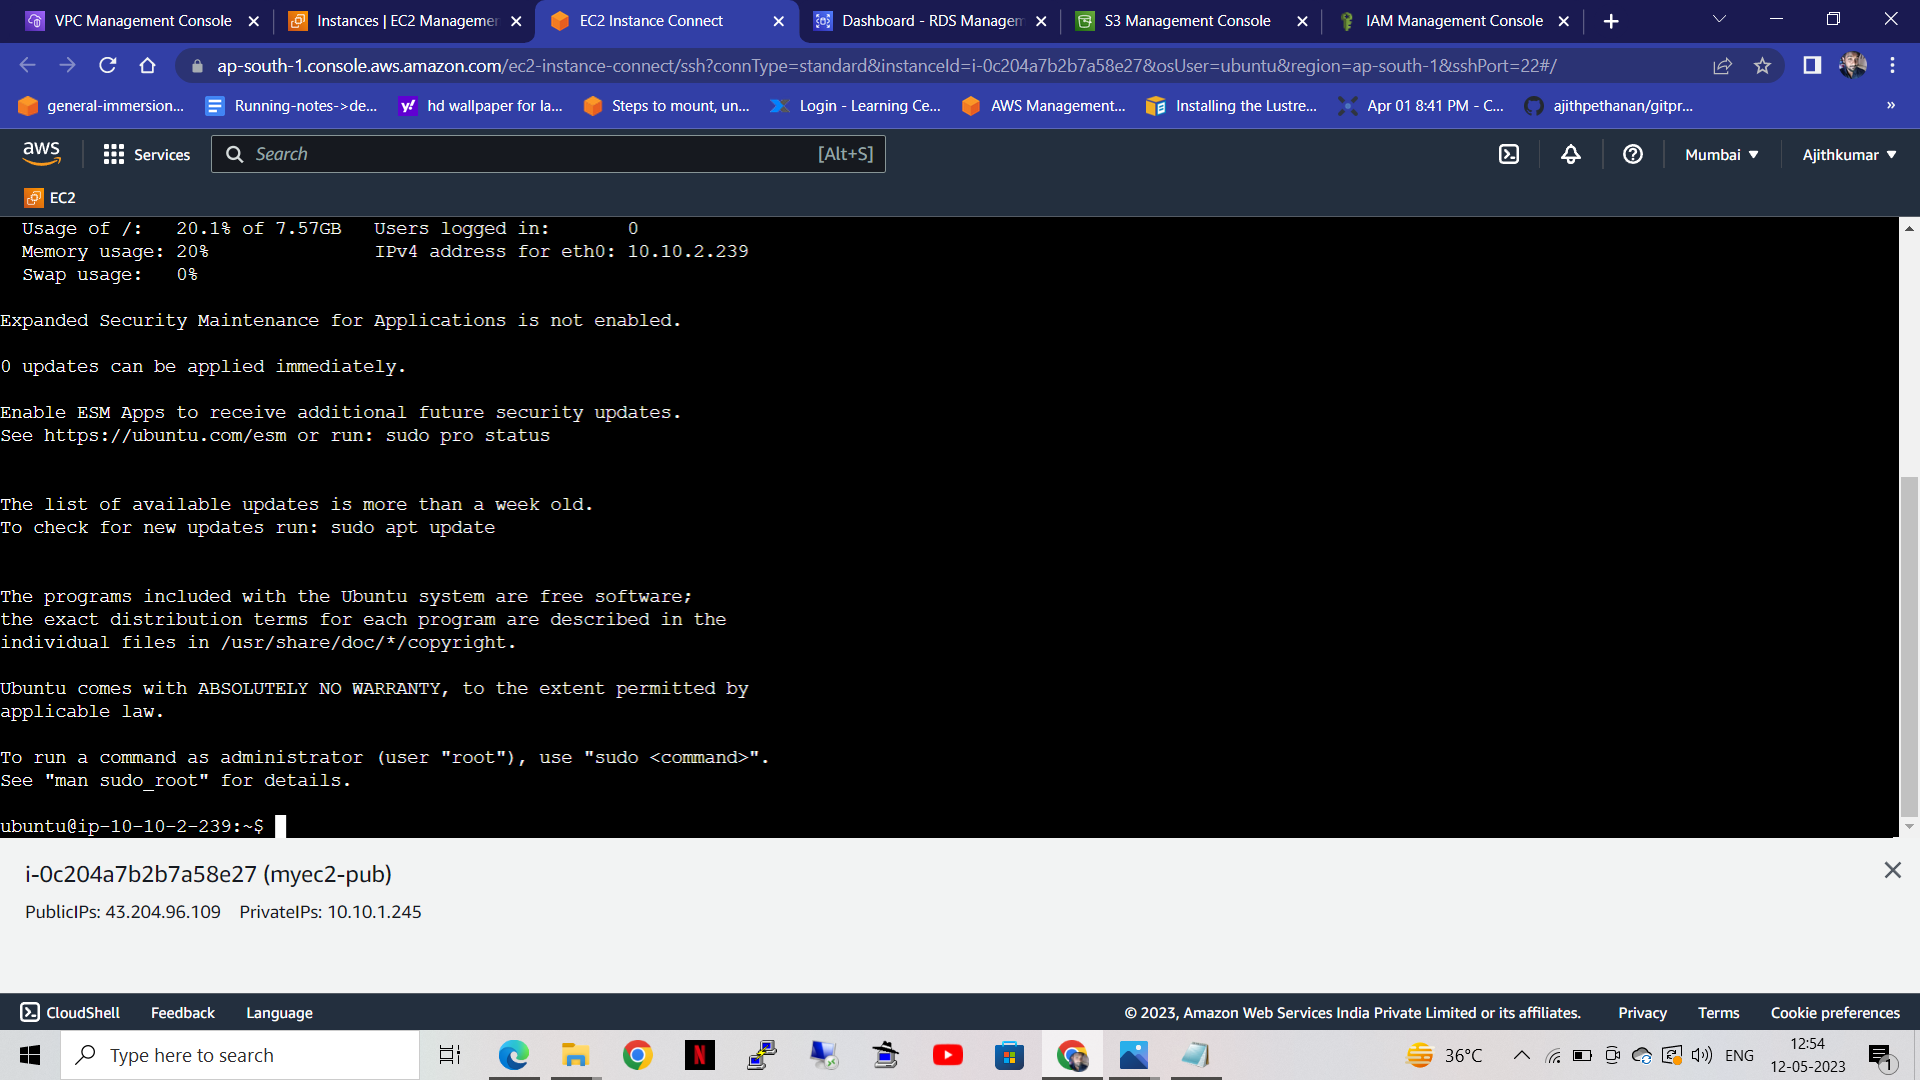 VPC Management Console
Instances | EC2 Managemen
EC2 Instance Connect
Dashboard - RDS Managem
S3 Management Console
IAM Management Console
ap-south-1.console.aws.amazon.com/ec2-instance-connect/ssh?connType=standard&instanceId=i-0c204a7b2b7a58e27&osUser=ubuntu&region=ap-south-1&sshPort=22#/
general-immersion...
Running-notes->de...
hd wallpaper for la...
Steps to mount, un...
Login - Learning Ce...
AWS Management...
Installing the Lustre...
Apr 01 8:41 PM - C...
ajithpethanan/gitpr...
»
aws
Services
Search
[Alt+S]
Mumbai
Ajithkumar
EC2
Usage of /:   20.1% of 7.57GB   Users logged in:       0
Memory usage: 20%               IPv4 address for eth0: 10.10.2.239
Swap usage:   0%
Expanded Security Maintenance for Applications is not enabled.
0 updates can be applied immediately.
Enable ESM Apps to receive additional future security updates.
See https://ubuntu.com/esm or run: sudo pro status
The list of available updates is more than a week old.
To check for new updates run: sudo apt update
The programs included with the Ubuntu system are free software;
the exact distribution terms for each program are described in the
individual files in /usr/share/doc/*/copyright.
Ubuntu comes with ABSOLUTELY NO WARRANTY, to the extent permitted by
applicable law.
To run a command as administrator (user "root"), use "sudo <command>".
See "man sudo_root" for details.
ubuntu@ip-10-10-2-239:~$
i-0c204a7b2b7a58e27 (myec2-pub)
PublicIPs: 43.204.96.109    PrivateIPs: 10.10.1.245
CloudShell
Feedback
Language
© 2023, Amazon Web Services India Private Limited or its affiliates.
Privacy
Terms
Cookie preferences
Type here to search
36°C
ENG
12:54
12-05-2023
1